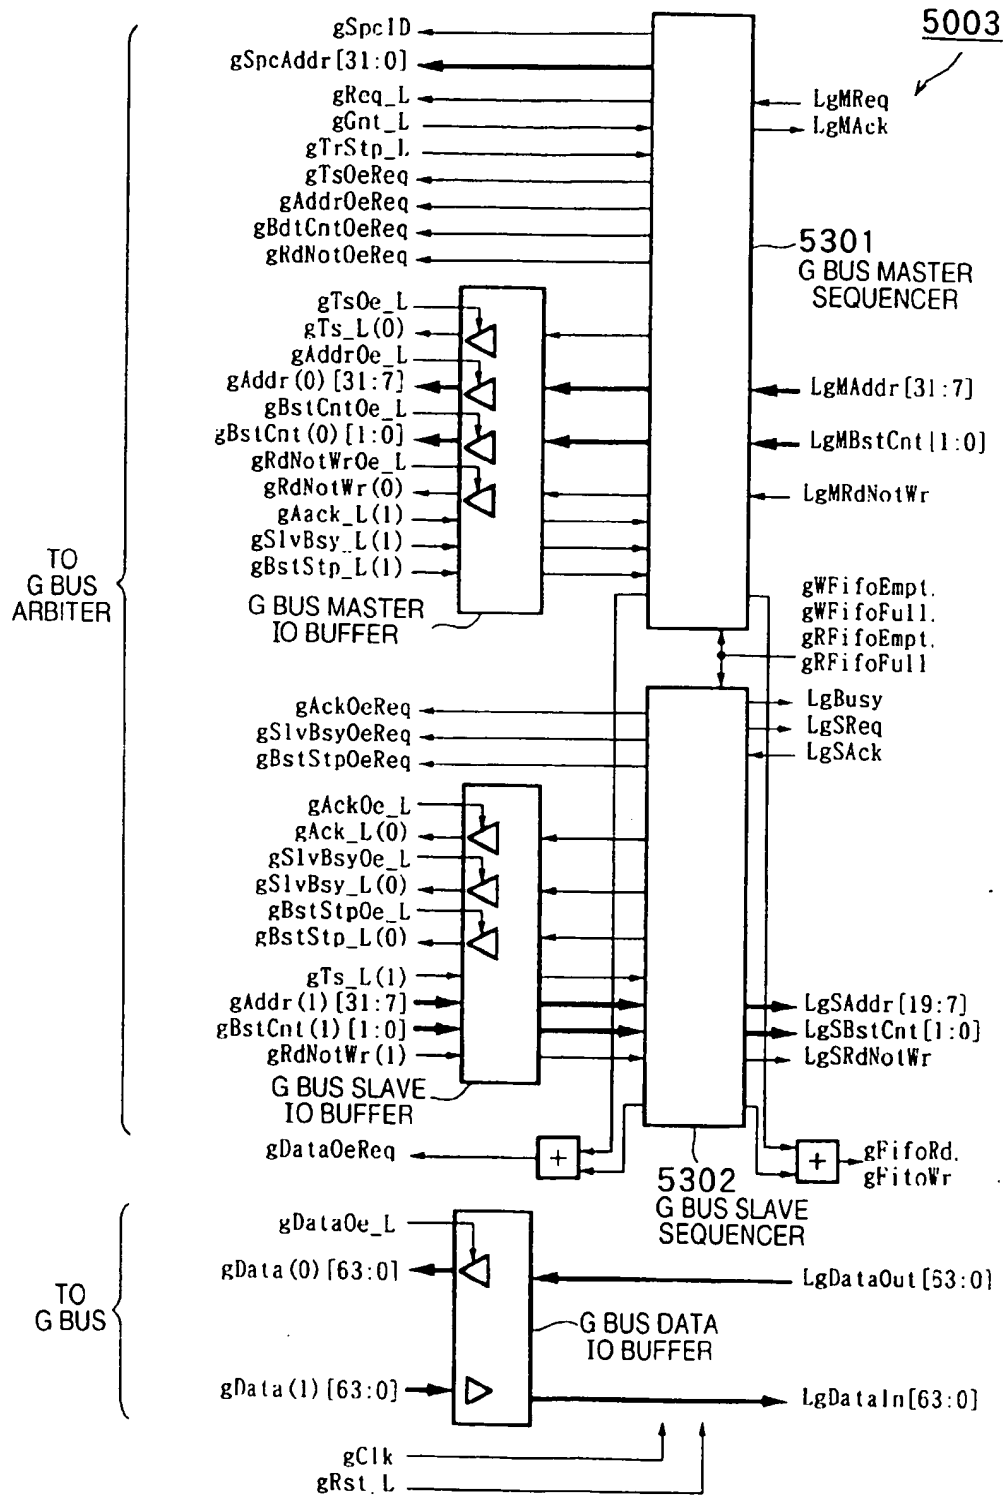 5003
gSpcID
gSpcAddr[31:0]
gReq_L
gGnt_L
gTrStp_L
gTsOeReq
gAddrOeReq
gBdtCntOeReq
gRdNotOeReq
LgMReq
LgMAck
5301
G BUS MASTER
SEQUENCER
gTsOe_L
gTs_L(0)
gAddrOe_L
gAddr(0)[31:7]
gBstCntOe_L
gBstCnt(0)[1:0]
gRdNotWrOe_L
gRdNotWr(0)
gAack_L(1)
gSlvBsy_L(1)
gBstStp_L(1)
LgMAddr[31:7]
LgMBstCnt[1:0]
LgMRdNotWr
TO
G BUS
ARBITER
G BUS MASTER
IO BUFFER
gWFifoEmpt.
gWFifoFull.
gRFifoEmpt.
gRFifoFull
gAckOeReq
gSlvBsyOeReq
gBstStpOeReq
LgBusy
LgSReq
LgSAck
gAckOe_L
gAck_L(0)
gSlvBsyOe_L
gSlvBsy_L(0)
gBstStpOe_L
gBstStp_L(0)
gTs_L(1)
gAddr(1)[31:7]
gBstCnt(1)[1:0]
gRdNotWr(1)
LgSAddr[19:7]
LgSBstCnt[1:0]
LgSRdNotWr
G BUS SLAVE
IO BUFFER
gDataOeReq
+
+
gFifoRd.
gFitoWr
5302
G BUS SLAVE
SEQUENCER
TO
G BUS
gDataOe_L
gData(0)[63:0]
LgDataOut[63:0]
G BUS DATA
IO BUFFER
gData(1)[63:0]
LgDataIn[63:0]
gClk
gRst_L